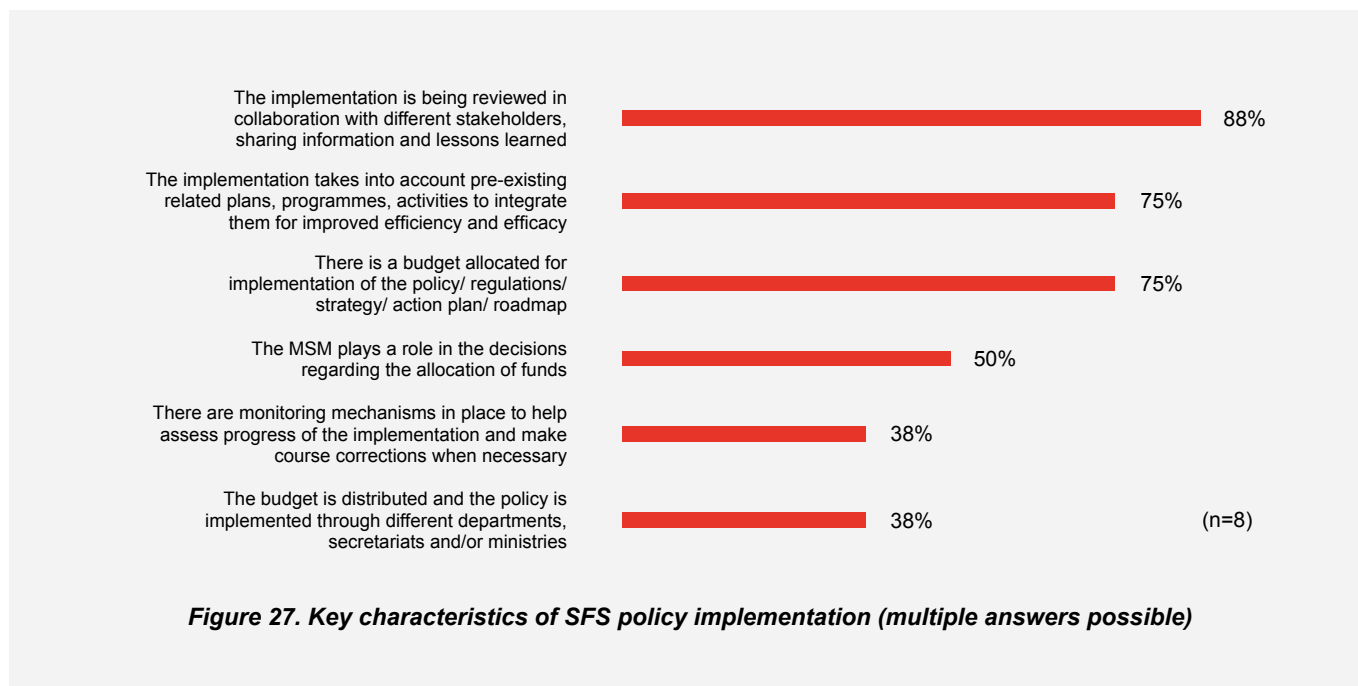 The implementation is being reviewed in
collaboration with different stakeholders,
sharing information and lessons learned
88%
The implementation takes into account pre-existing
related plans, programmes, activities to integrate
them for improved efficiency and efficacy
75%
There is a budget allocated for
implementation of the policy/ regulations/
strategy/ action plan/ roadmap
75%
The MSM plays a role in the decisions
regarding the allocation of funds
50%
There are monitoring mechanisms in place to help
assess progress of the implementation and make
course corrections when necessary
38%
The budget is distributed and the policy is
implemented through different departments,
secretariats and/or ministries
38%
(n=8)
Figure 27. Key characteristics of SFS policy implementation (multiple answers possible)